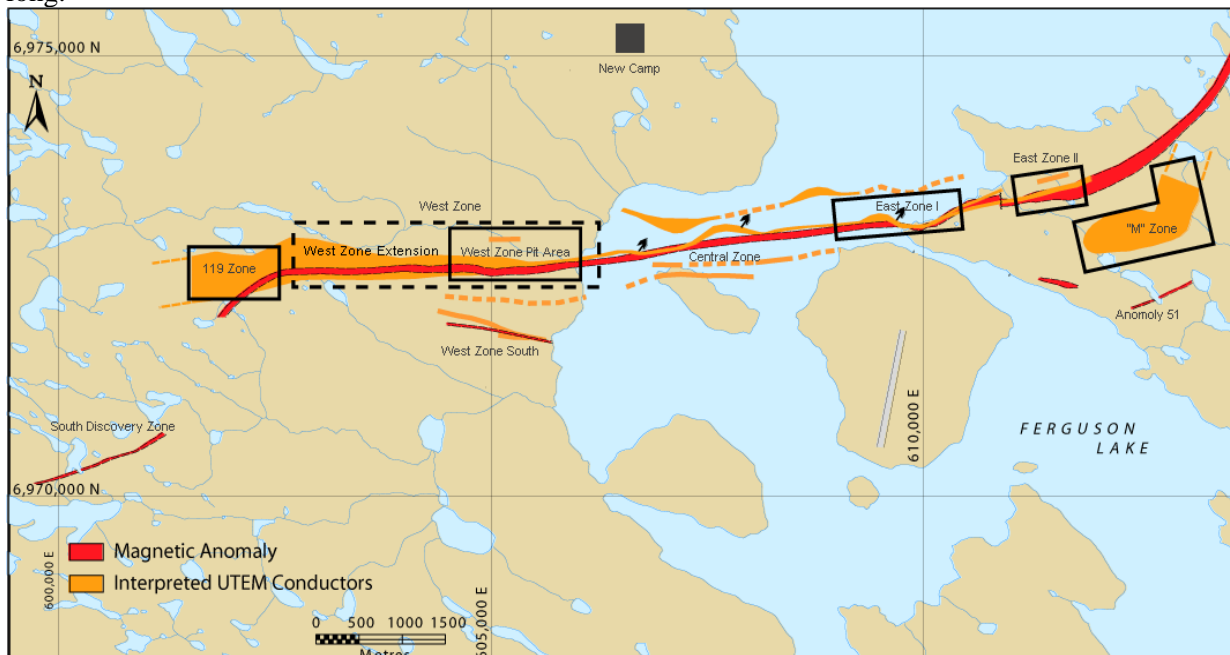 long.
6,975,000 N
N
New Camp
East Zone II
West Zone
East Zone I
"M" Zone
West Zone Extension
West Zone Pit Area
119 Zone
Central Zone
Anomoly 51
West Zone South
South Discovery Zone
610,000 E
FERGUSON
LAKE
6,970,000 N
Magnetic Anomaly
Interpreted UTEM Conductors
600,000 E
605,000 E
0 500 1000 1500
Metres